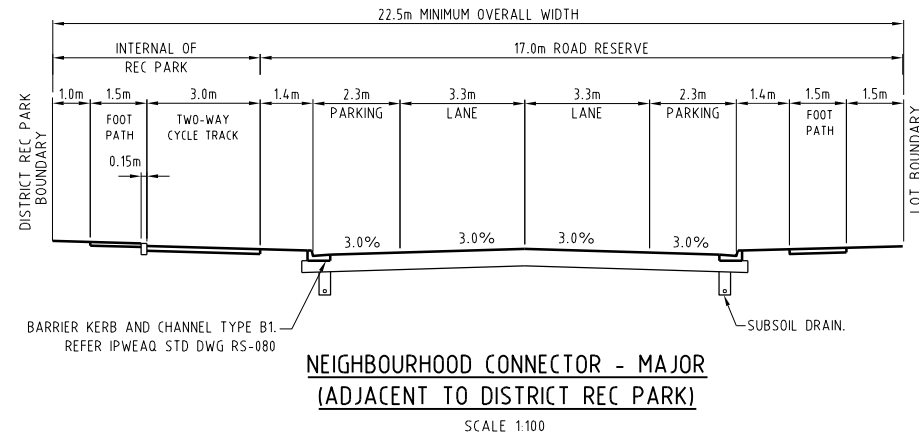 22.5m MINIMUM OVERALL WIDTH
INTERNAL OF
REC PARK
17.0m ROAD RESERVE
1.0m
1.5m
3.0m
1.4m
2.3m
3.3m
3.3m
2.3m
1.4m
1.5m
1.5m
FOOT
PATH
TWO-WAY
CYCLE TRACK
PARKING
LANE
LANE
PARKING
FOOT
PATH
0.15m
DISTRICT REC PARK
BOUNDARY
LOT BOUNDARY
3.0%
3.0%
3.0%
3.0%
BARRIER KERB AND CHANNEL TYPE B1.
REFER IPWEAQ STD DWG RS-080
SUBSOIL DRAIN.
NEIGHBOURHOOD CONNECTOR - MAJOR
(ADJACENT TO DISTRICT REC PARK)
SCALE 1:100